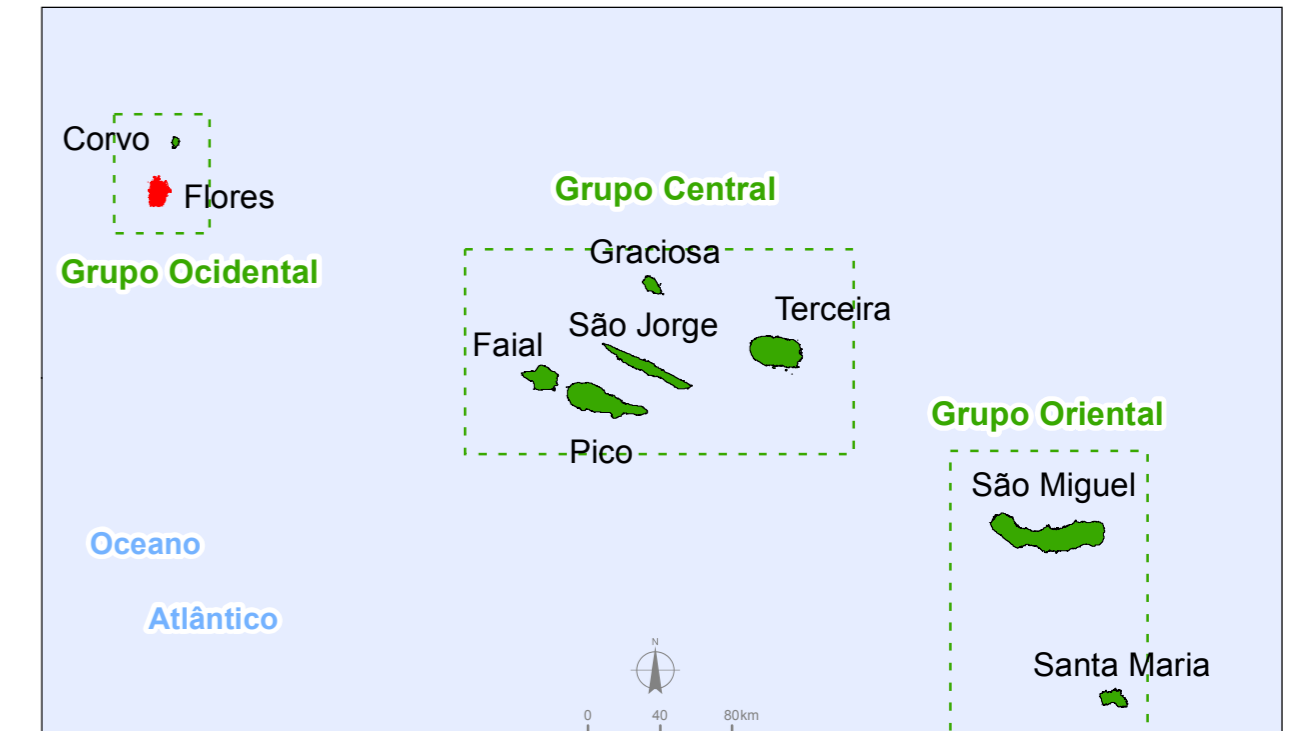 Corvo
Flores
Grupo Ocidental
Grupo Central
Graciosa
Terceira
São Jorge
Faial
Pico
Grupo Oriental
São Miguel
Santa Maria
Oceano
Atlântico
N
0 40 80km